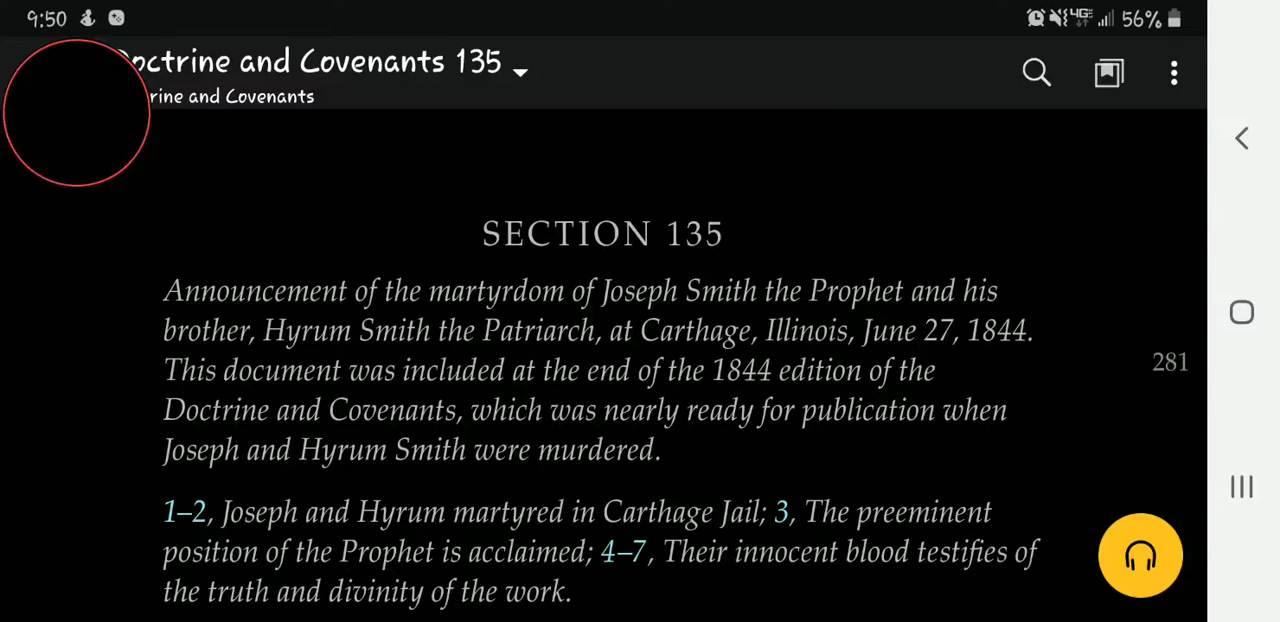 9:50
4GE 56%
Doctrine and Covenants 135
rine and Covenants
SECTION 135
Announcement of the martyrdom of Joseph Smith the Prophet and his
brother, Hyrum Smith the Patriarch, at Carthage, Illinois, June 27, 1844.
This document was included at the end of the 1844 edition of the
281
Doctrine and Covenants, which was nearly ready for publication when
Joseph and Hyrum Smith were murdered.
1–2, Joseph and Hyrum martyred in Carthage Jail; 3, The preeminent
position of the Prophet is acclaimed; 4–7, Their innocent blood testifies of
the truth and divinity of the work.